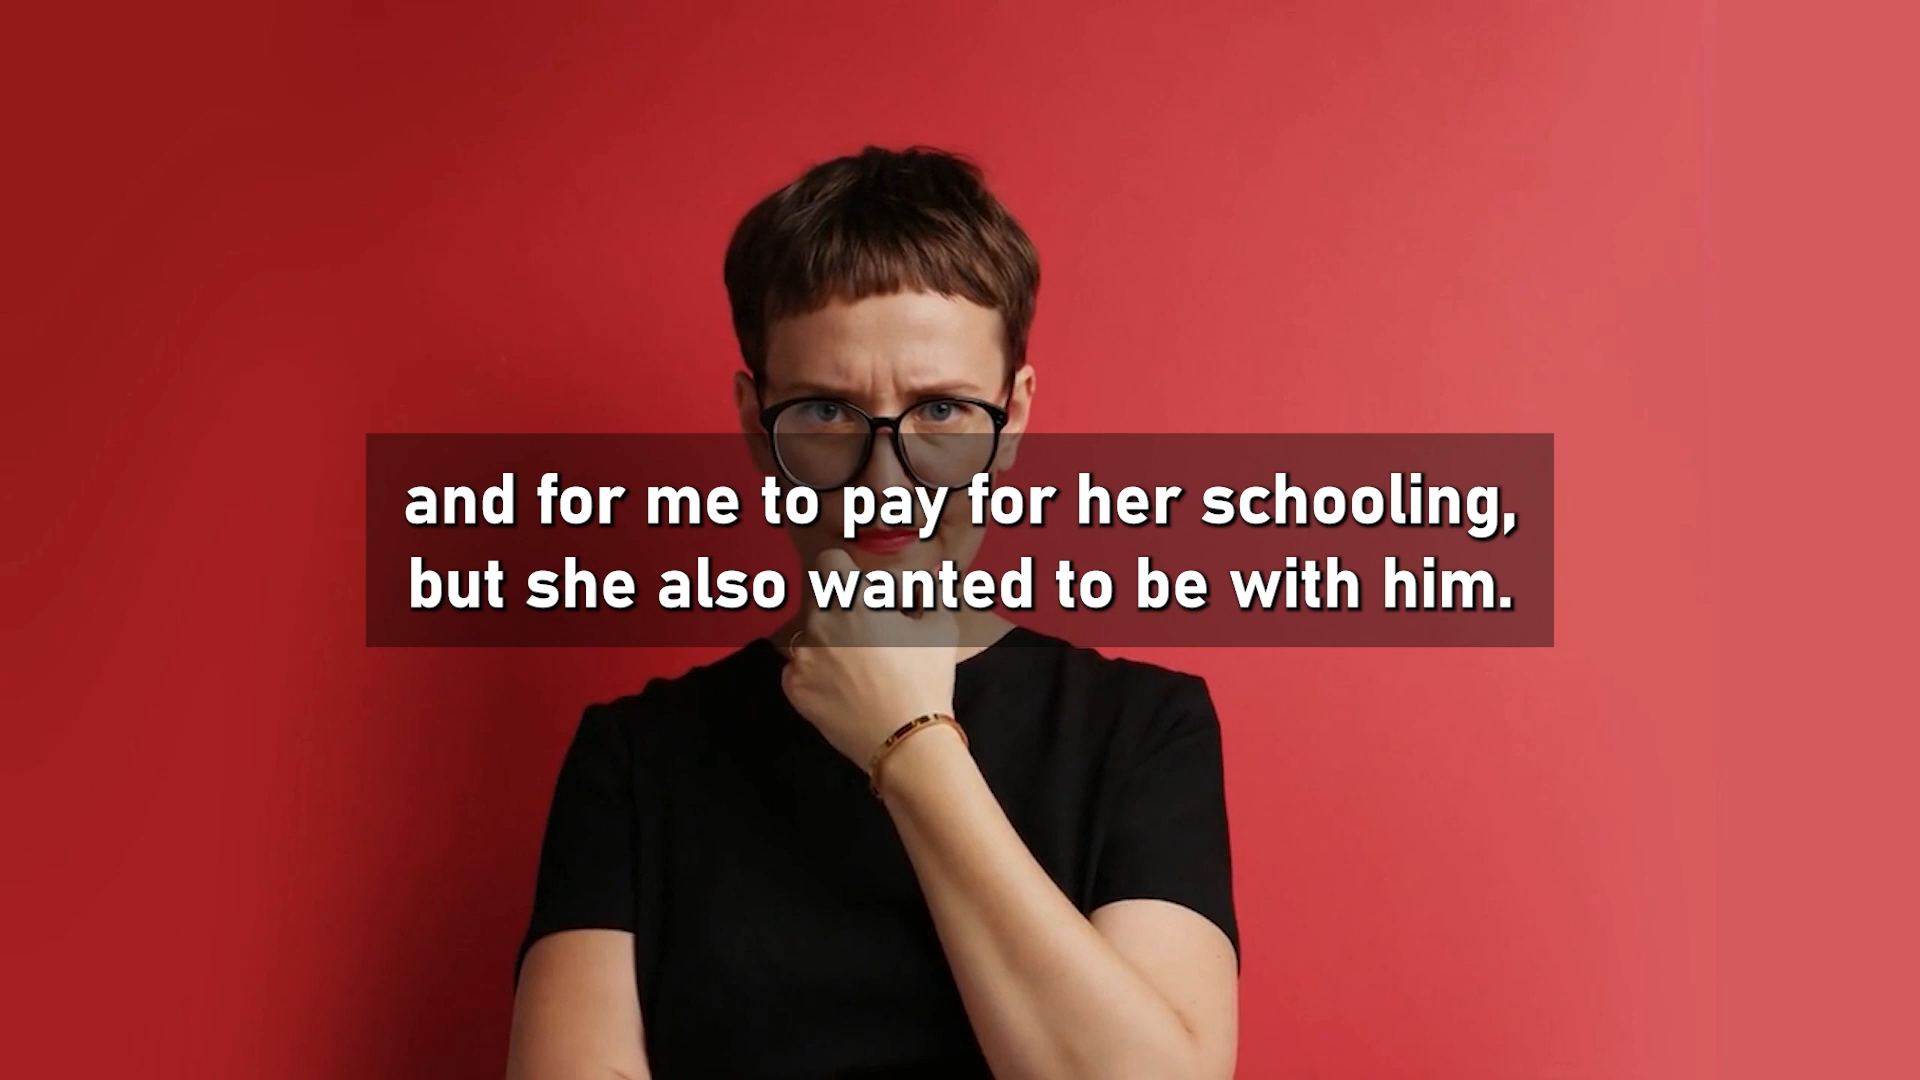 and for me to pay for her schooling,
but she also wanted to be with him.